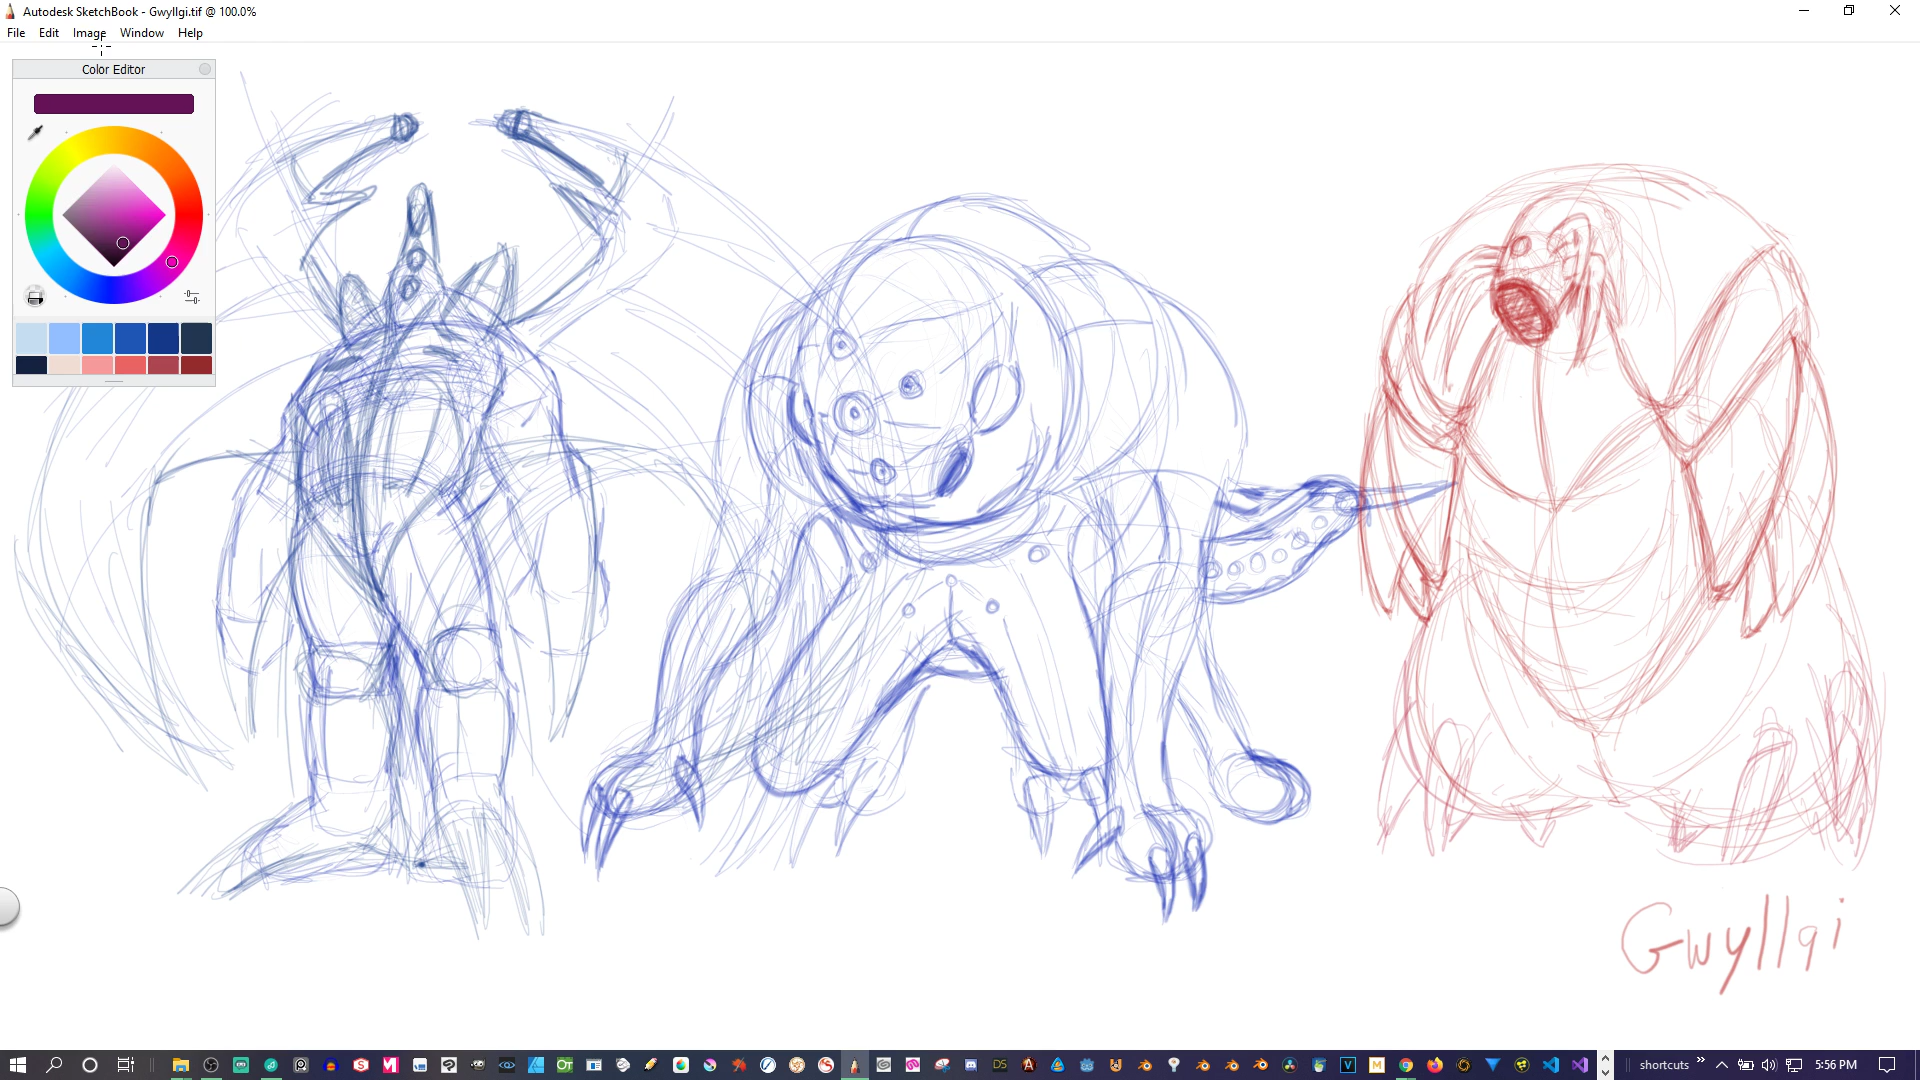 Autodesk SketchBook - Gwyllgi.tif @ 100.0%
File Edit Image Window Help
Color Editor
Gwyllgi
shortcuts
5:56 PM